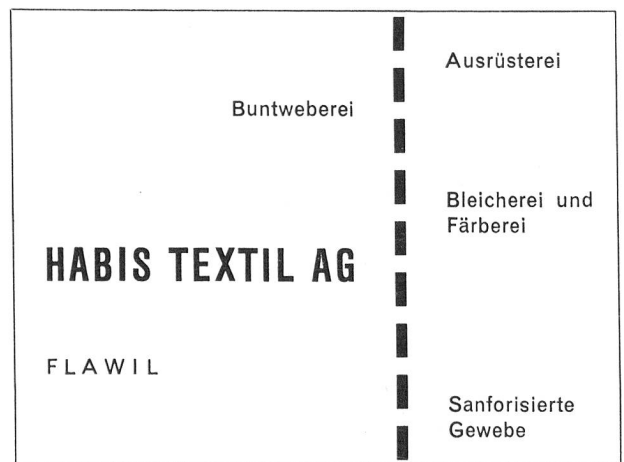 Buntweberei
HABIS TEXTIL AG
FLAWIL
Ausrüsterei
Bleicherei und
Färberei
Sanforisierte
Gewebe